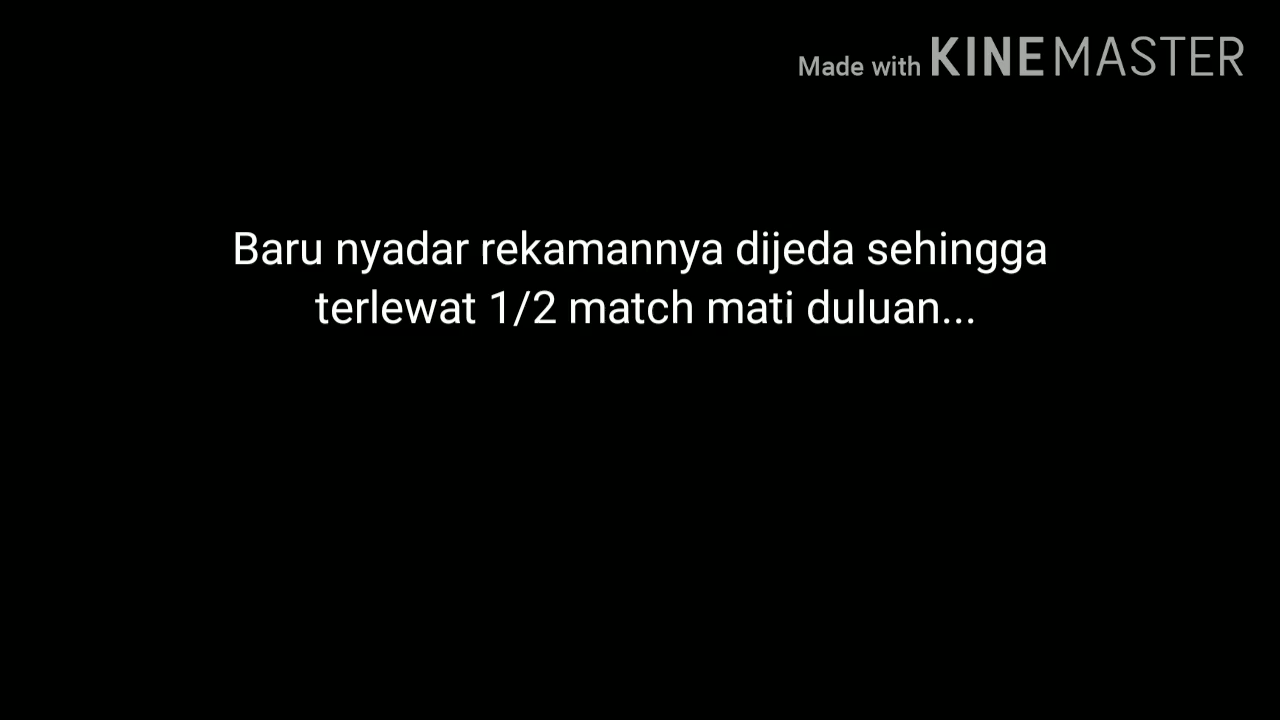 Made with KINEMASTER
Baru nyadar rekamannya dijeda sehingga
terlewat 1/2 match mati duluan...